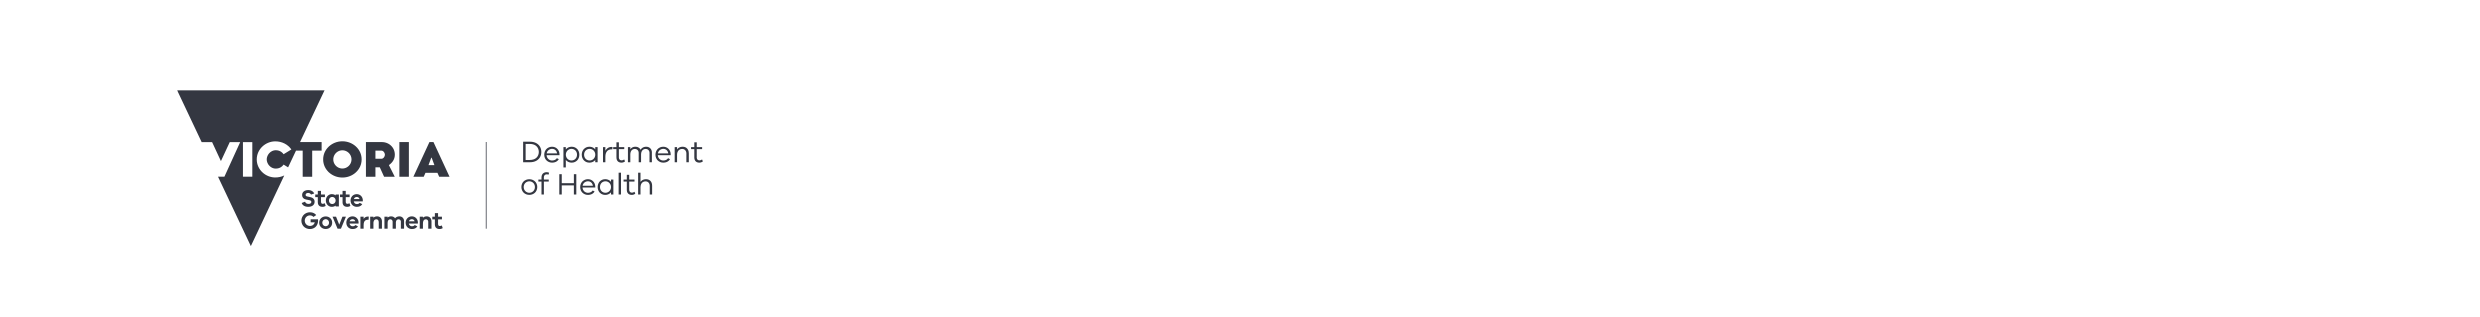 VICTORIA
State
Government
Department
of Health